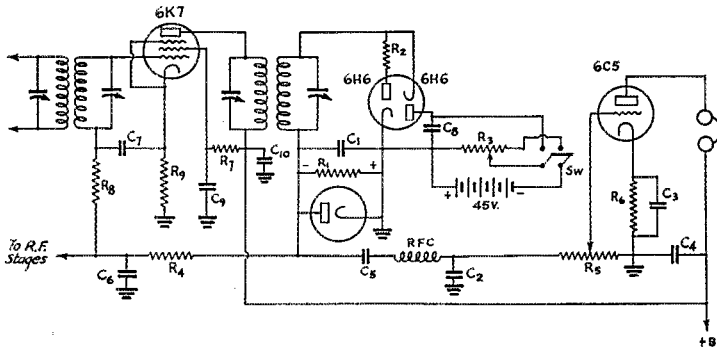 6K7
R2
6H6
6H6
6C5
C7
R7
C10
C1
C8
R3
Sw
R1
- +
+ -
45V.
R8
R9
C9
R6
C3
To R.F.
Stages
C6
R4
C5
RFC
C2
R5
C4
+B